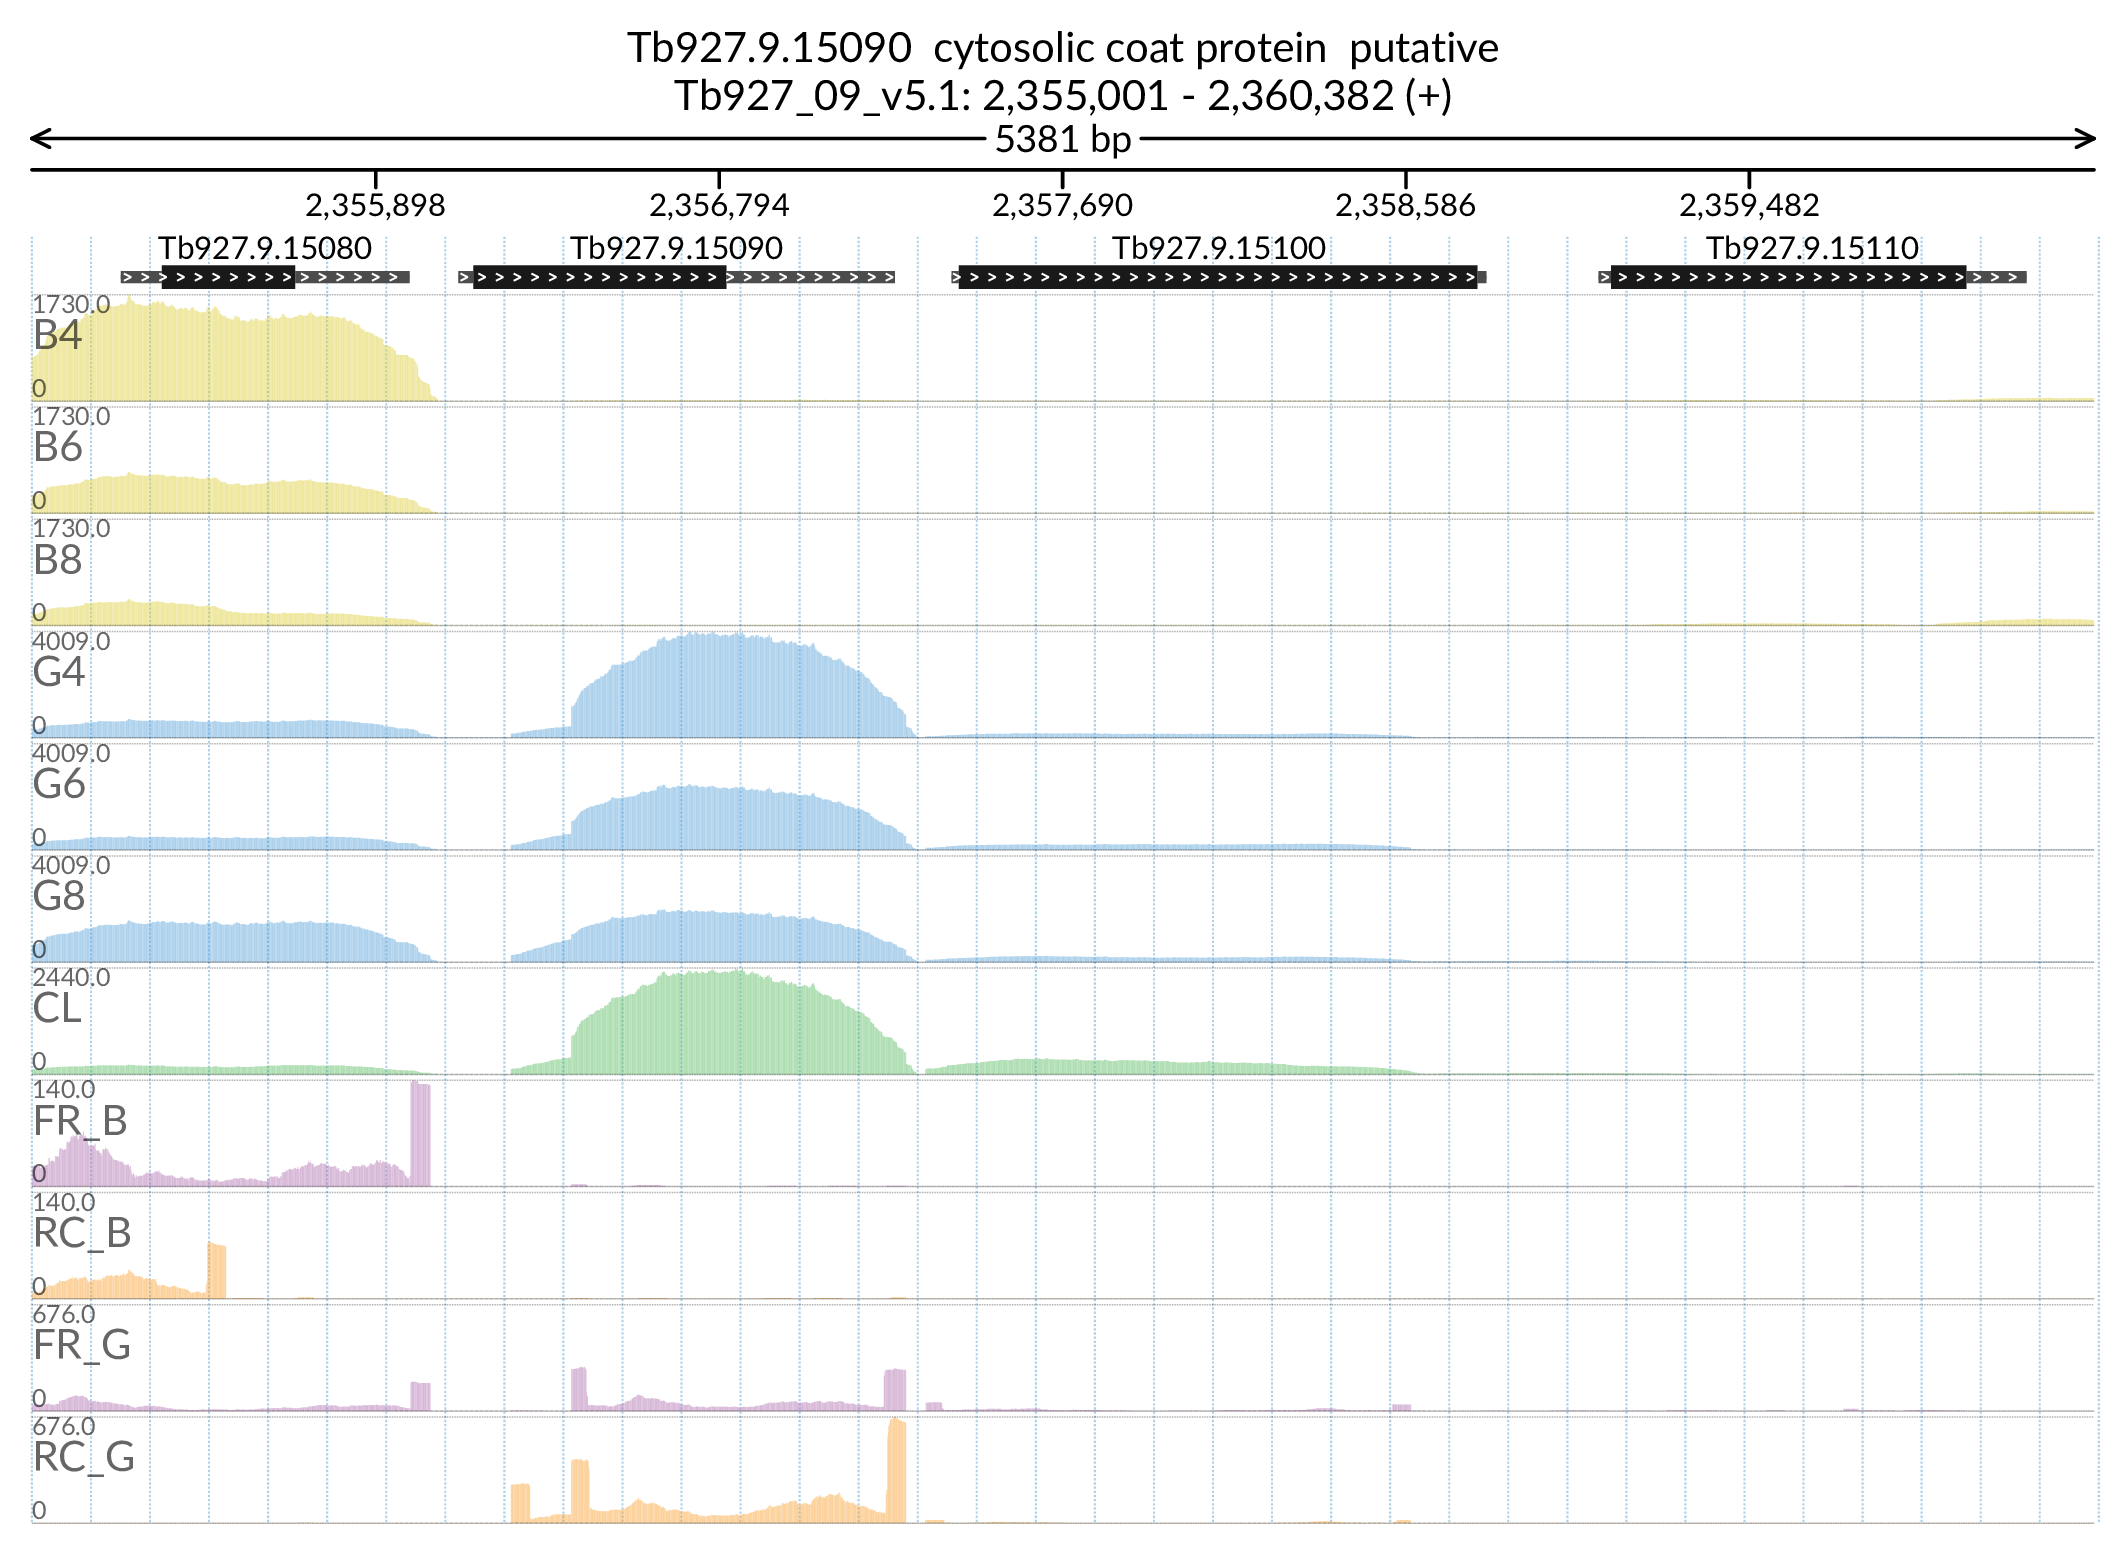 Tb927.9.15090  cytosolic coat protein  putative
Tb927_09_v5.1: 2,355,001 - 2,360,382 (+)
5381 bp
2,355,898 2,356,794 2,357,690 2,358,586 2,359,482
Tb927.9.15080 Tb927.9.15090 Tb927.9.15100 Tb927.9.15110
1730.0
B4
0
1730.0
B6
0
1730.0
B8
0
4009.0
G4
0
4009.0
G6
0
4009.0
G8
0
2440.0
CL
0
140.0
FR_B
0
140.0
RC_B
0
676.0
FR_G
0
676.0
RC_G
0